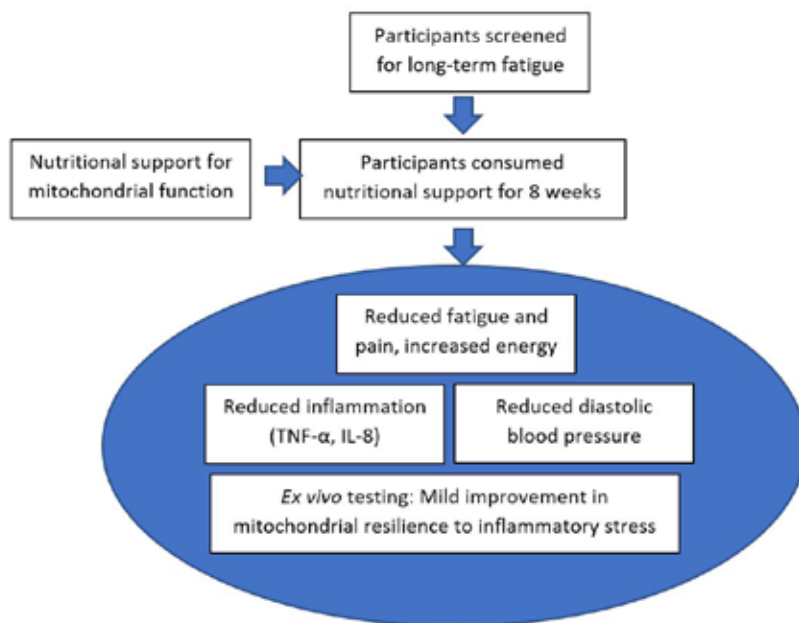 Participants screened
for long-term fatigue
Nutritional support for
mitochondrial function
Participants consumed
nutritional support for 8 weeks
Reduced fatigue and
pain, increased energy
Reduced inflammation
(TNF-α, IL-8)
Reduced diastolic
blood pressure
Ex vivo testing: Mild improvement in
mitochondrial resilience to inflammatory stress